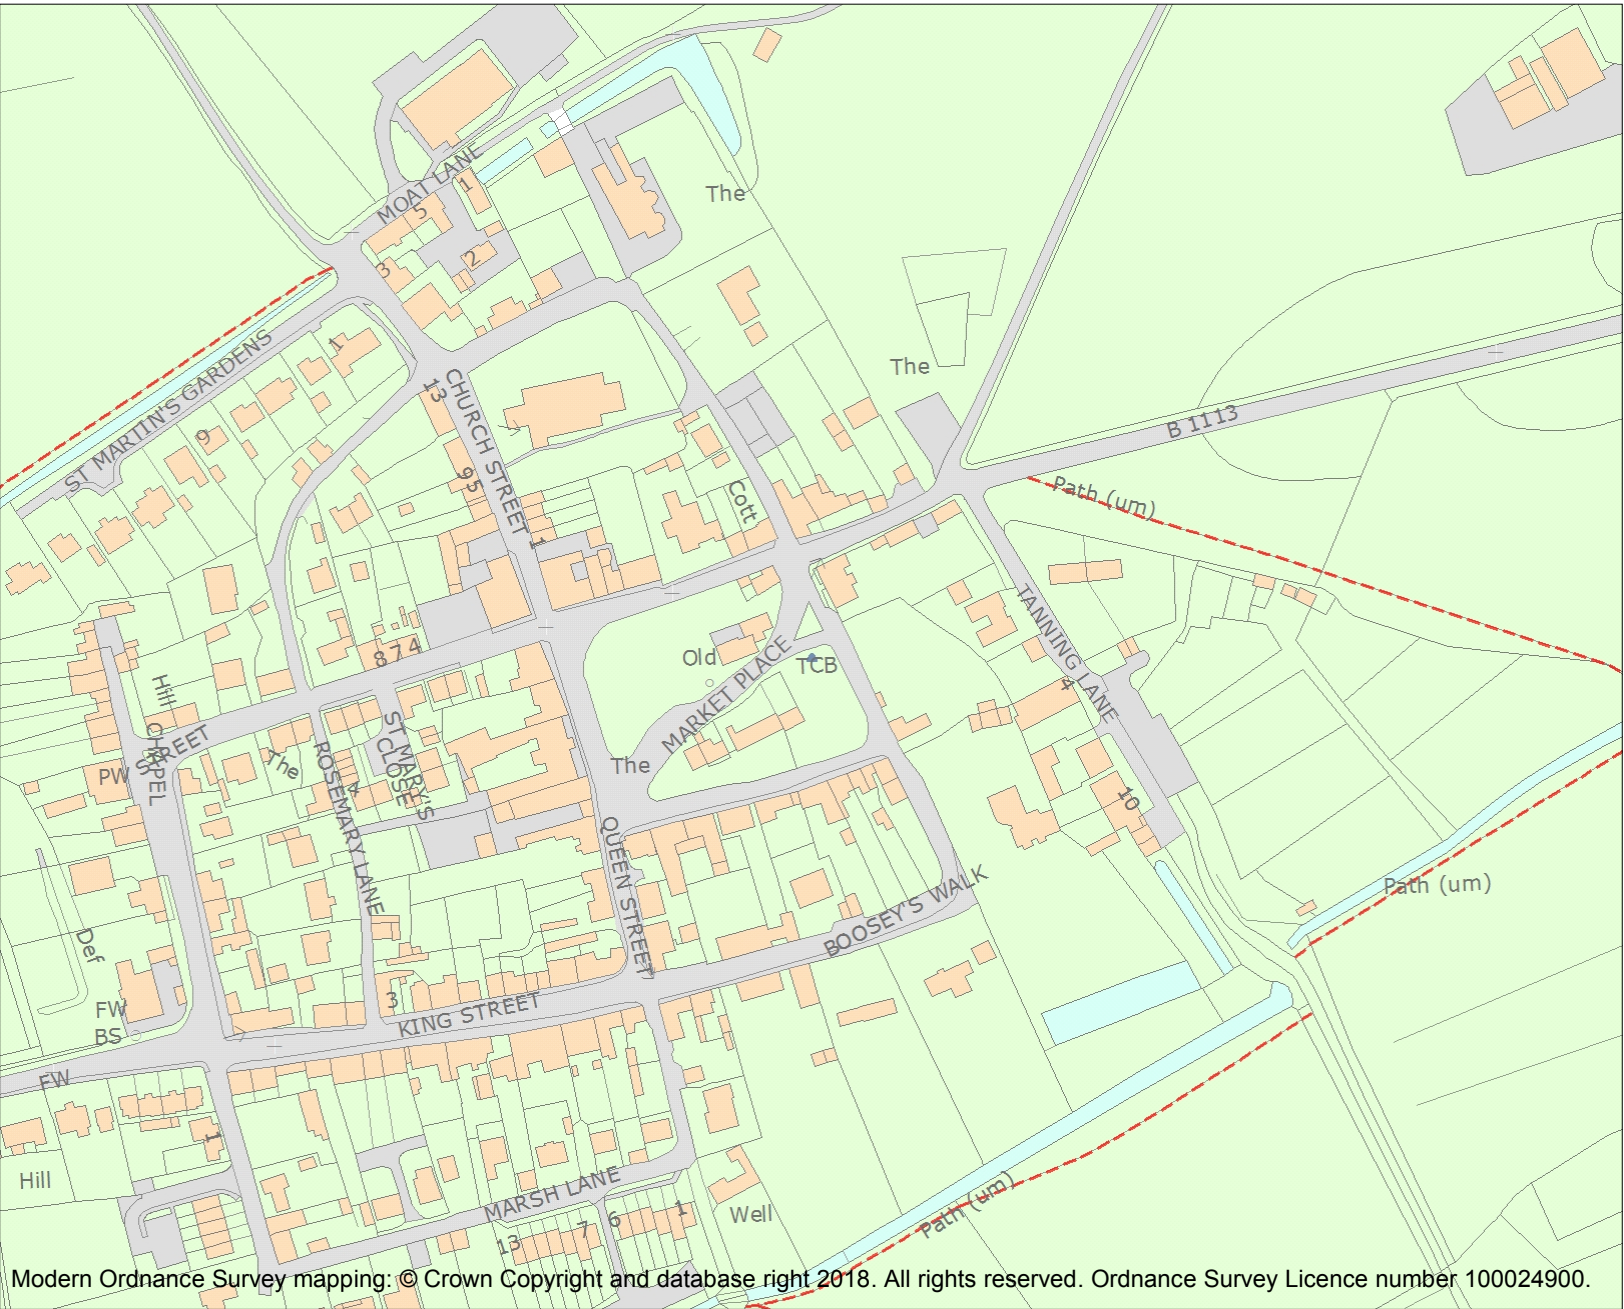 MOAT LANE
1
5
The
2
3
ST MARTIN'S GARDENS
1
The
13
CHURCH STREET
B 1113
9
95
Path (um)
Cott
1
TANNING LANE
874
Old
MARKET PLACE
TCB
4
Hill
CHAPEL
STREET
ST MARY'S
CLOSE
The
The
PW
ROSEMARY LANE
4
10
QUEEN STREET
BOOSEY'S WALK
Path (um)
Def
FW
BS
3
KING STREET
FW
1
Hill
MARSH LANE
Path (um)
Well
13
7
6
1
Modern Ordnance Survey mapping: © Crown Copyright and database right 2018. All rights reserved. Ordnance Survey Licence number 100024900.